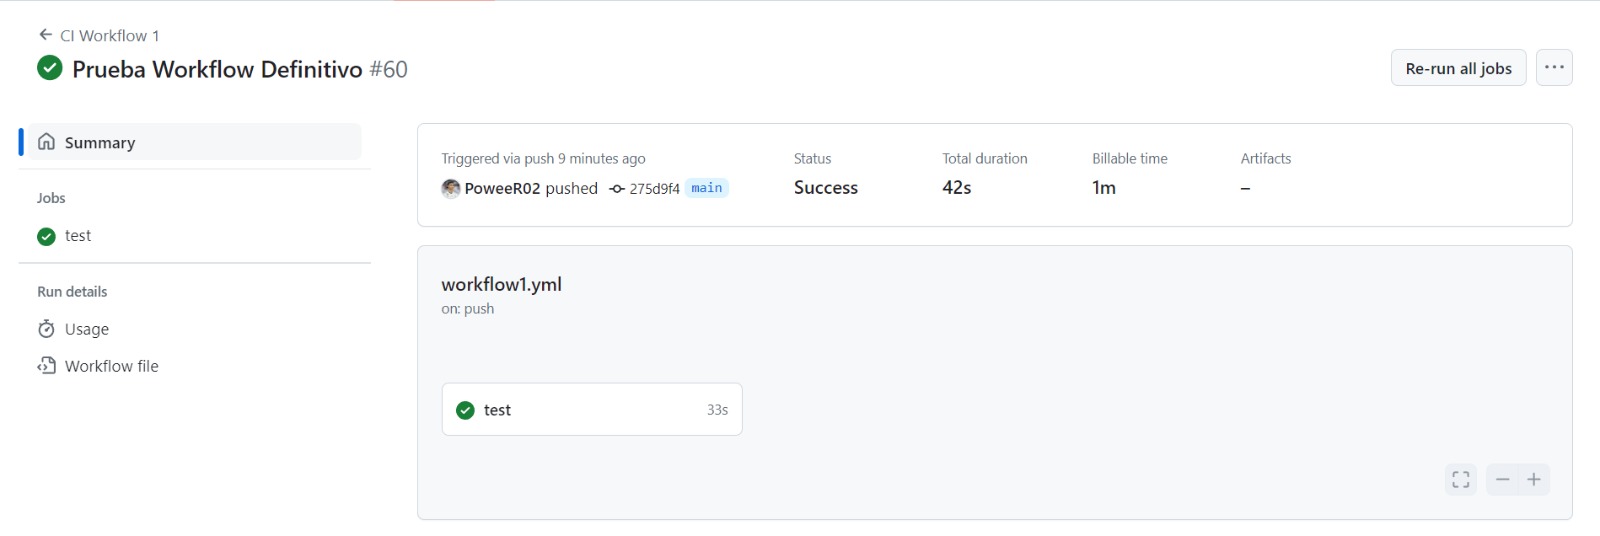 CI Workflow 1
Prueba Workflow Definitivo #60
Re-run all jobs
Summary
Jobs
test
Run details
Usage
Workflow file
Triggered via push 9 minutes ago
PoweeR02 pushed 275d9f4 main
Status
Success
Total duration
42s
Billable time
1m
Artifacts
–
workflow1.yml
on: push
test 33s